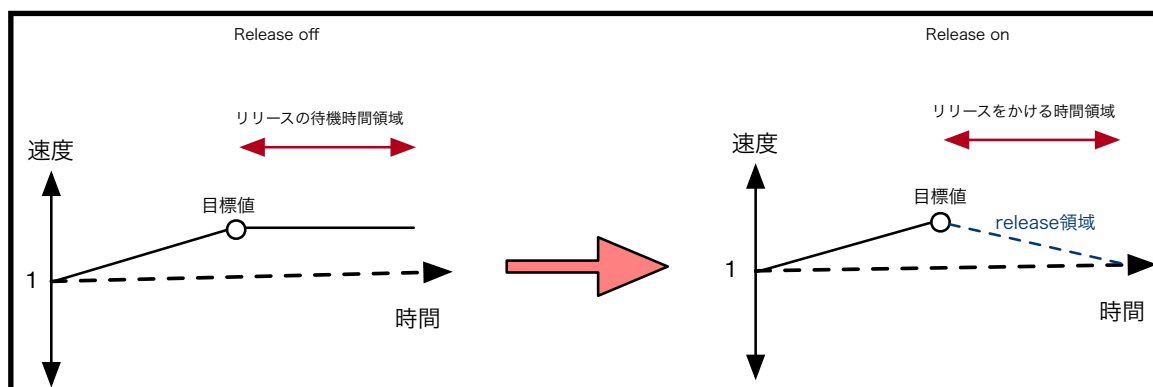 Release off
リリースの待機時間領域
速度
目標値
1
時間
Release on
リリースをかける時間領域
速度
目標値
release領域
1
時間